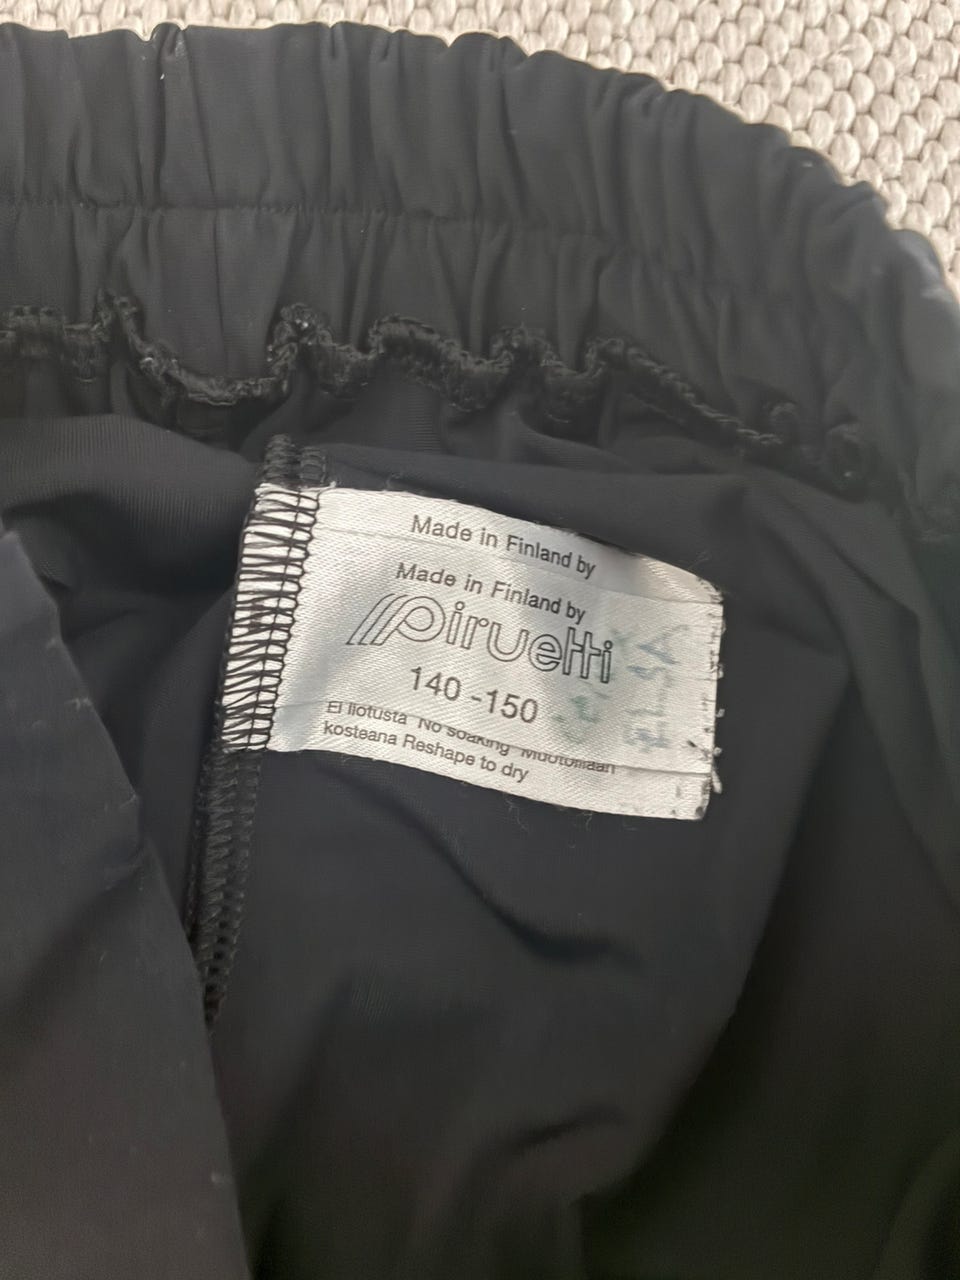 Made in Finland by
Made in Finland by
piruetti
140 -150
Ei liotusta No soaking Muotoillaan
kosteana Reshape to dry